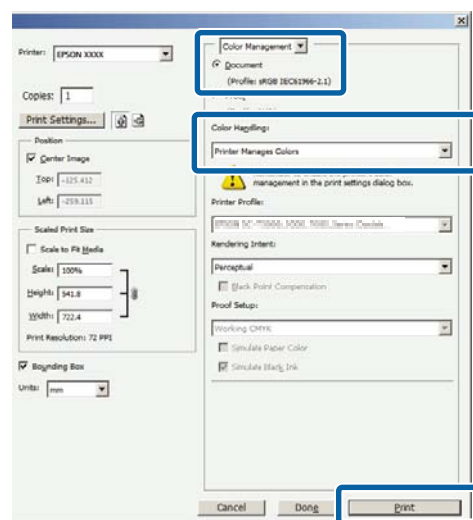 Printer: EPSON XXXX
Copies: 1
Print Settings...
Position
Center Image
Top: -125.412
Left: -259.115
Scaled Print Size
Scale to Fit Media
Scale: 100%
Height: 541.8
Width: 722.4
Print Resolution: 72 PPI
Bounding Box
Units: mm
Color Management
Document
(Profile: sRGB IEC61966-2.1)
Color Handling:
Printer Manages Colors
management in the print settings dialog box.
Printer Profile:
Rendering Intent:
Perceptual
Black Point Compensation
Proof Setup:
Working CMYK
Simulate Paper Color
Simulate Black Ink
Cancel
Done
Print